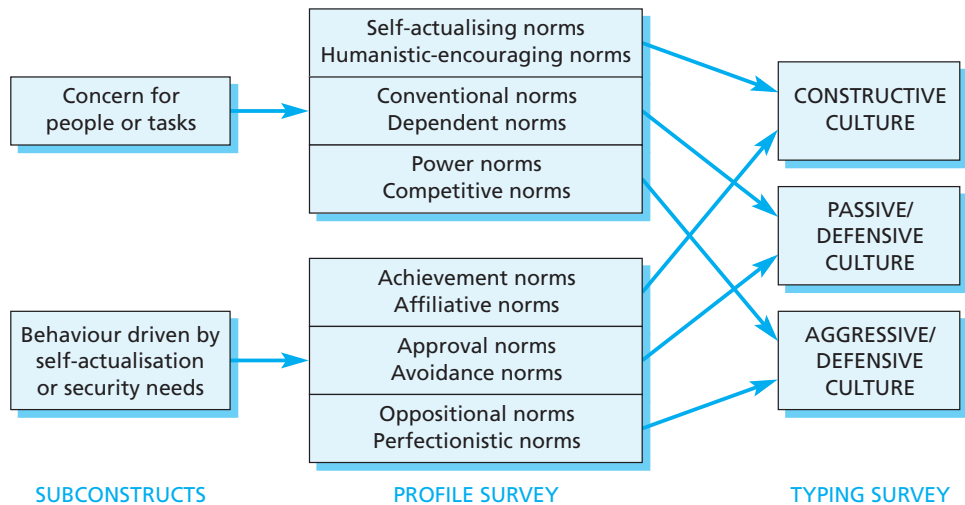 Concern for
people or tasks
Behaviour driven by
self-actualisation
or security needs
SUBCONSTRUCTS
Self-actualising norms
Humanistic-encouraging norms
Conventional norms
Dependent norms
Power norms
Competitive norms
Achievement norms
Affiliative norms
Approval norms
Avoidance norms
Oppositional norms
Perfectionistic norms
PROFILE SURVEY
CONSTRUCTIVE
CULTURE
PASSIVE/
DEFENSIVE
CULTURE
AGGRESSIVE/
DEFENSIVE
CULTURE
TYPING SURVEY